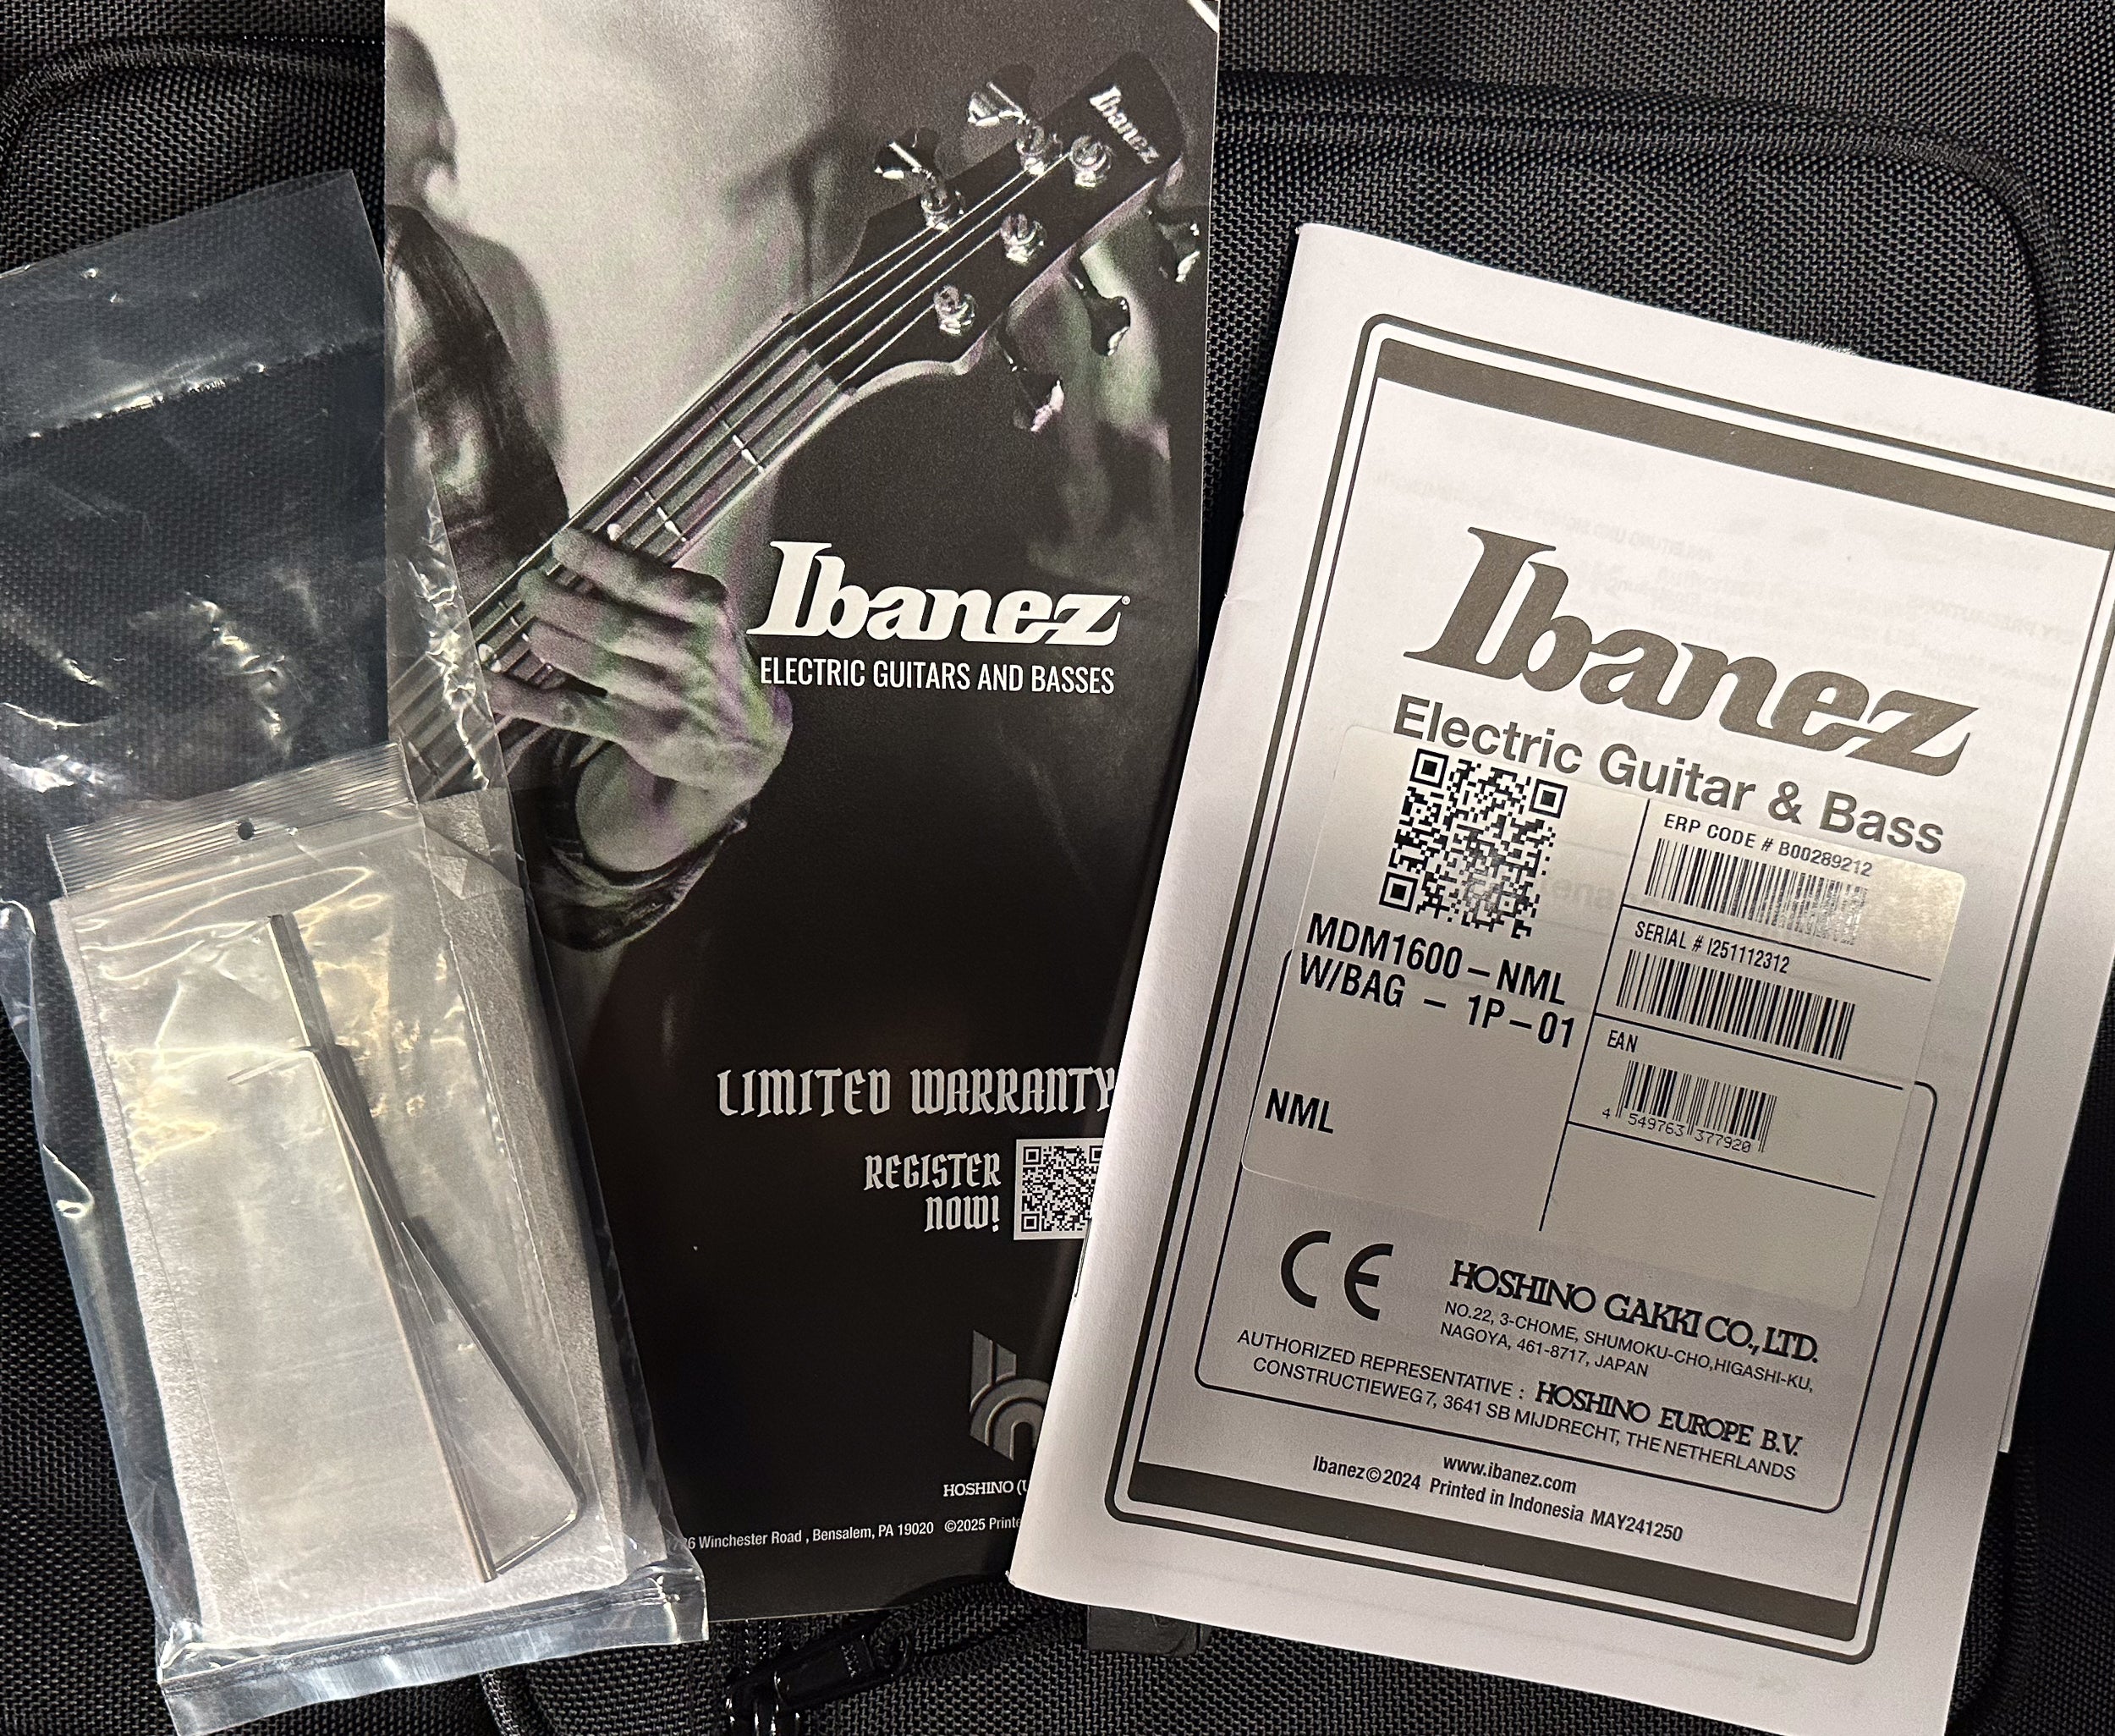 Ibanez
Ibanez®
ELECTRIC GUITARS AND BASSES
LIMITED WARRANTY
REGISTER
NOW!
HOSHINO (U
Winchester Road , Bensalem, PA 19020 ©2025 Printe
Ibanez
Electric Guitar & Bass
MDM1600-NML
W/BAG - 1P-01
NML
ERP CODE # B00289212
SERIAL # I251112312
EAN
4 549763 377920
CE
HOSHINO GAKKI CO., LTD.
NO.22, 3-CHOME, SHUMOKU-CHO,HIGASHI-KU,
NAGOYA, 461-8717, JAPAN
AUTHORIZED REPRESENTATIVE : HOSHINO EUROPE B.V.
CONSTRUCTIEWEG 7, 3641 SB MIJDRECHT, THE NETHERLANDS
www.ibanez.com
Ibanez©2024 Printed in Indonesia MAY241250